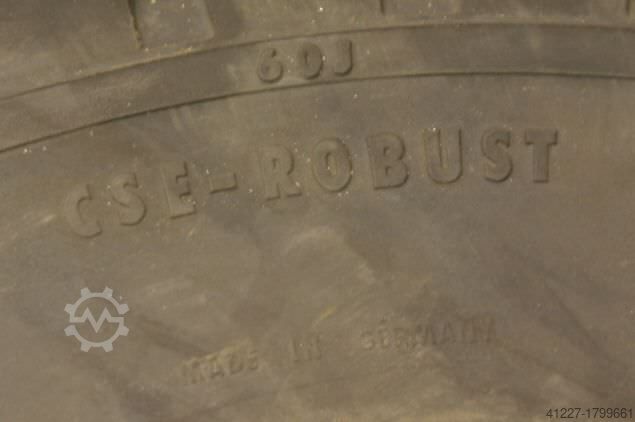 60J
CSE-ROBUST
MADE IN GERMANY
41227-1799661